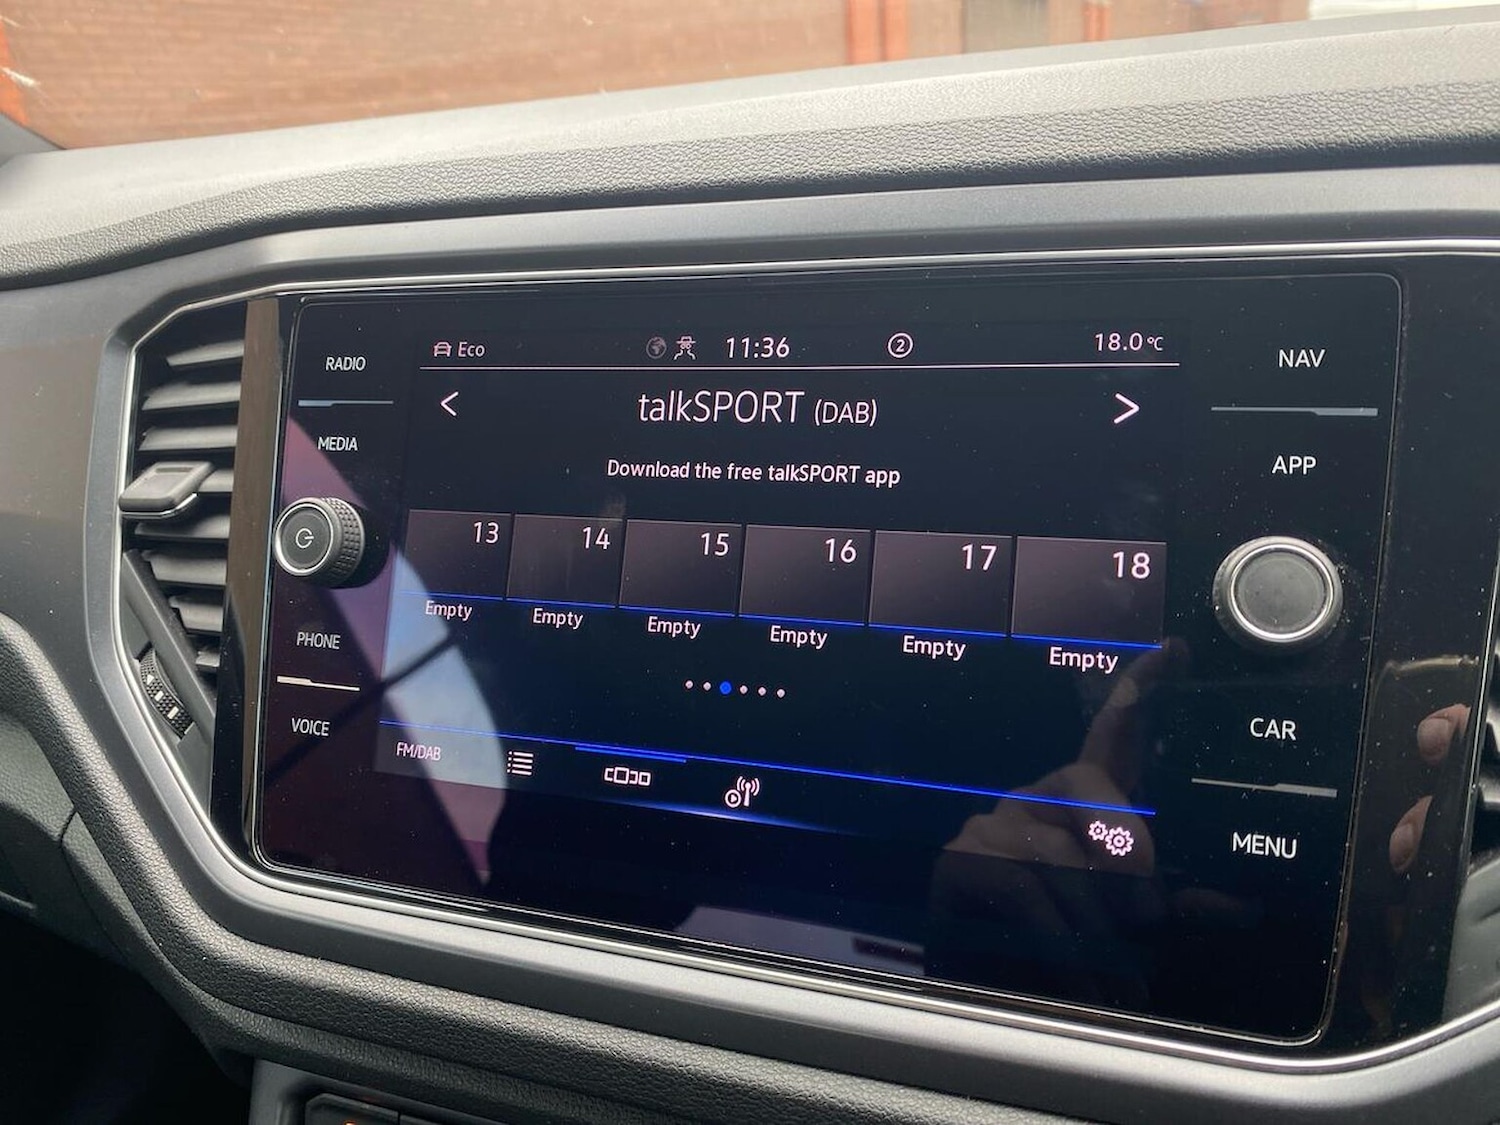 RADIO
MEDIA
PHONE
VOICE
Eco
11:36
2
18.0 °C
< talkSPORT (DAB) >
Download the free talkSPORT app
13 14 15 16 17 18
Empty Empty Empty Empty Empty Empty
FM/DAB
NAV
APP
CAR
MENU